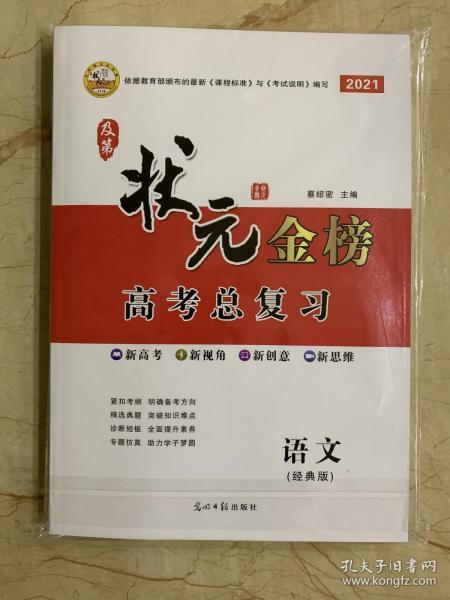 依据教育部颁布的最新《课程标准》与《考试说明》编写
2021
及第
状元
金榜
蔡绍密 主编
高考总复习
新高考 新视角 新创意 新思维
紧扣考纲 明确备考方向
精选典题 突破知识难点
诊断短板 全面提升素养
专题仿真 助力学子梦圆
语文
(经典版)
光明日报出版社
孔夫子旧书网
www.kongfz.com